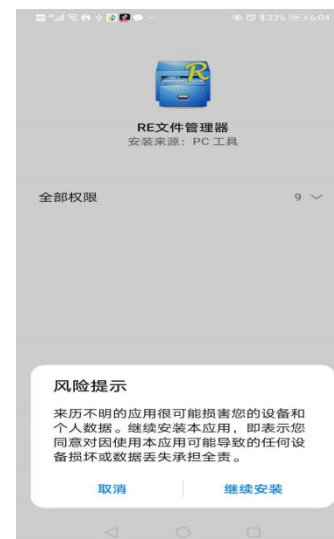 33% 6:04
R
RE文件管理器
安装来源：PC 工具
全部权限 9
风险提示
来历不明的应用很可能损害您的设备和
个人数据。继续安装本应用，即表示您
同意对因使用本应用可能导致的任何设
备损坏或数据丢失承担全责。
取消 继续安装